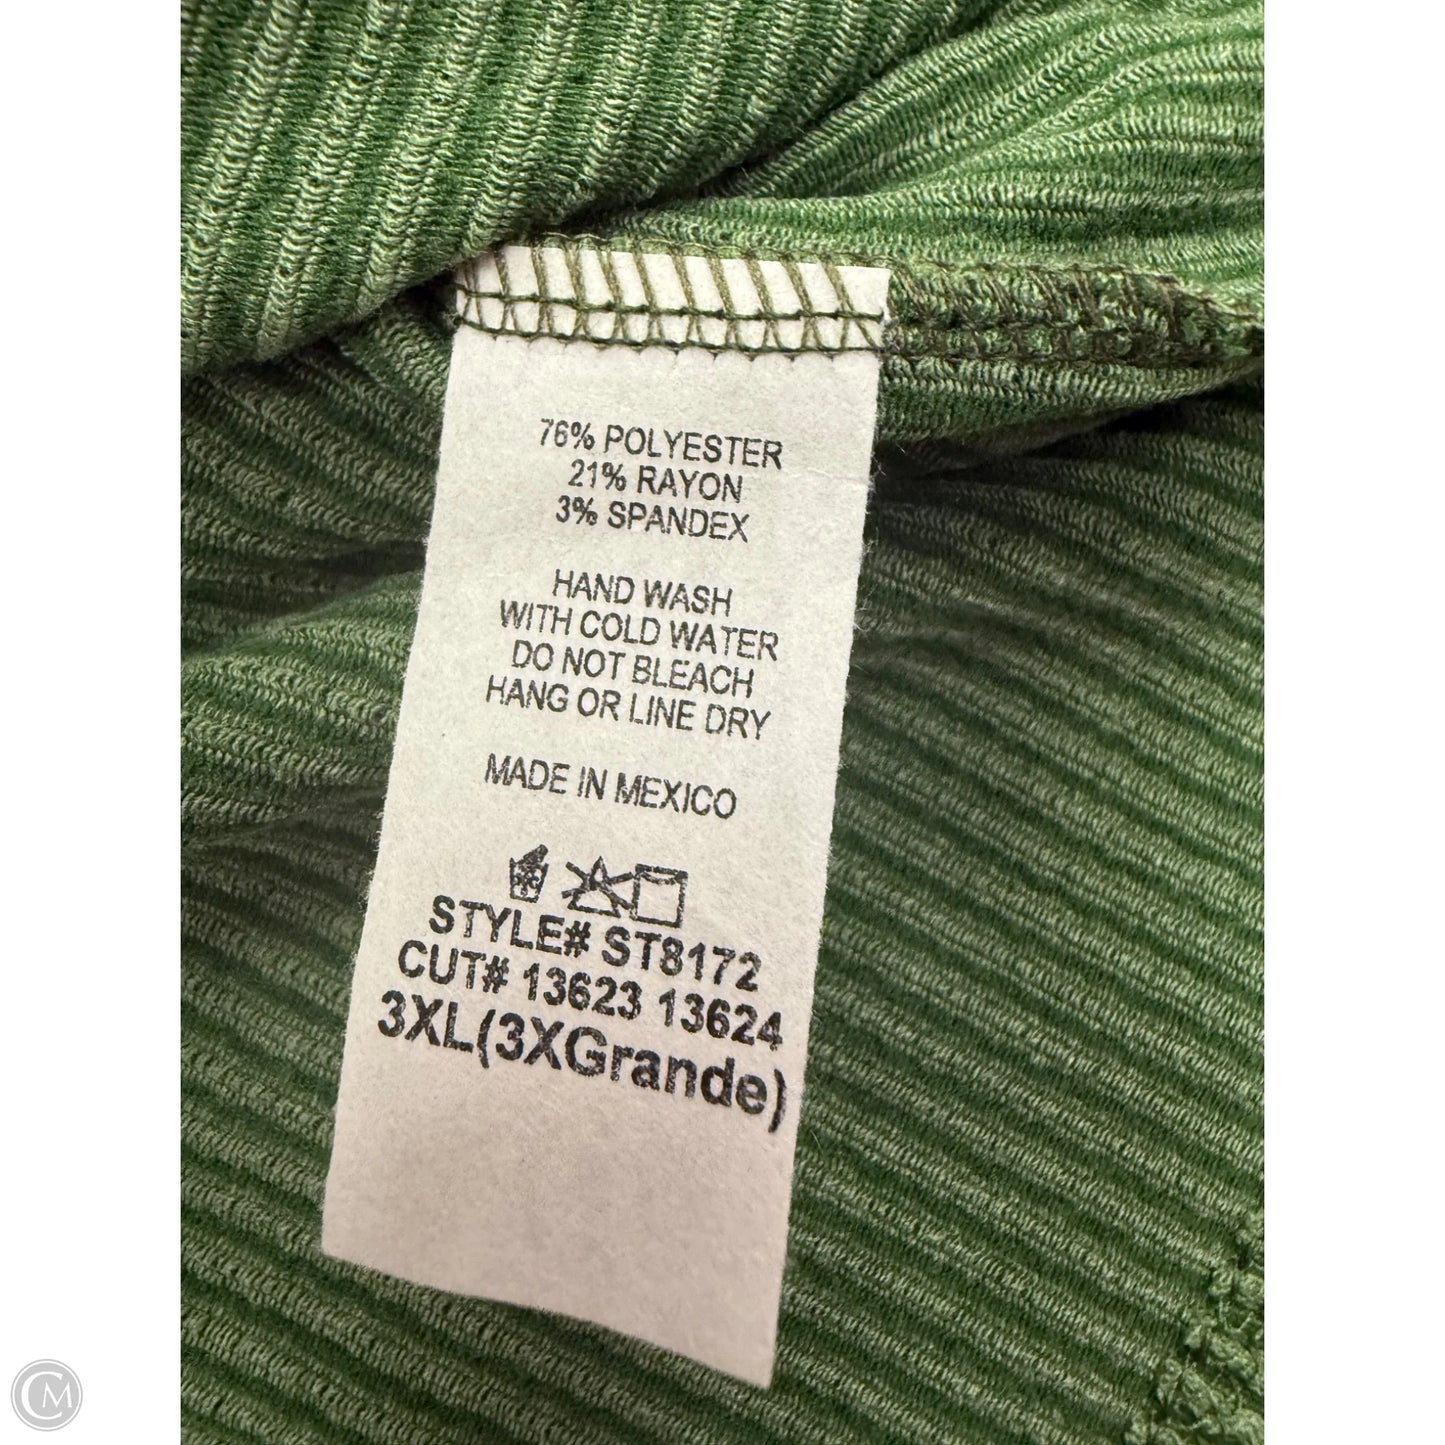 76% POLYESTER
21% RAYON
3% SPANDEX
HAND WASH
WITH COLD WATER
DO NOT BLEACH
HANG OR LINE DRY
MADE IN MEXICO
STYLE# ST8172
CUT# 13623 13624
3XL(3XGrande)
CM